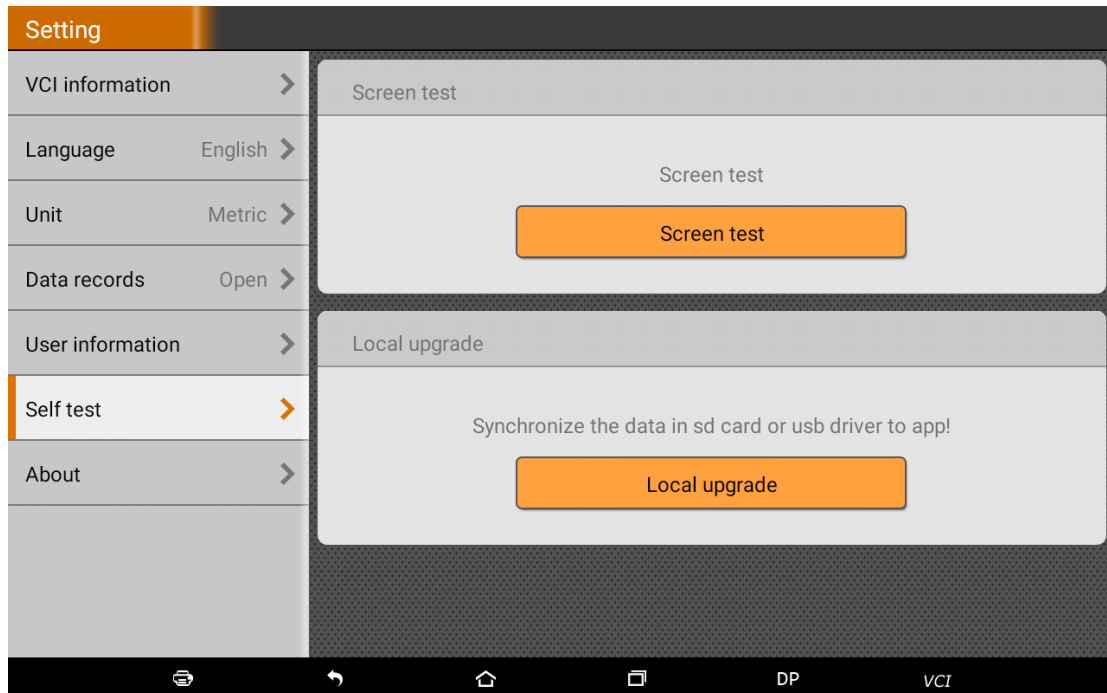 Setting
VCI information
Language English
Unit Metric
Data records Open
User information
Self test
About
Screen test
Screen test
Screen test
Local upgrade
Synchronize the data in sd card or usb driver to app!
Local upgrade
DP VCI